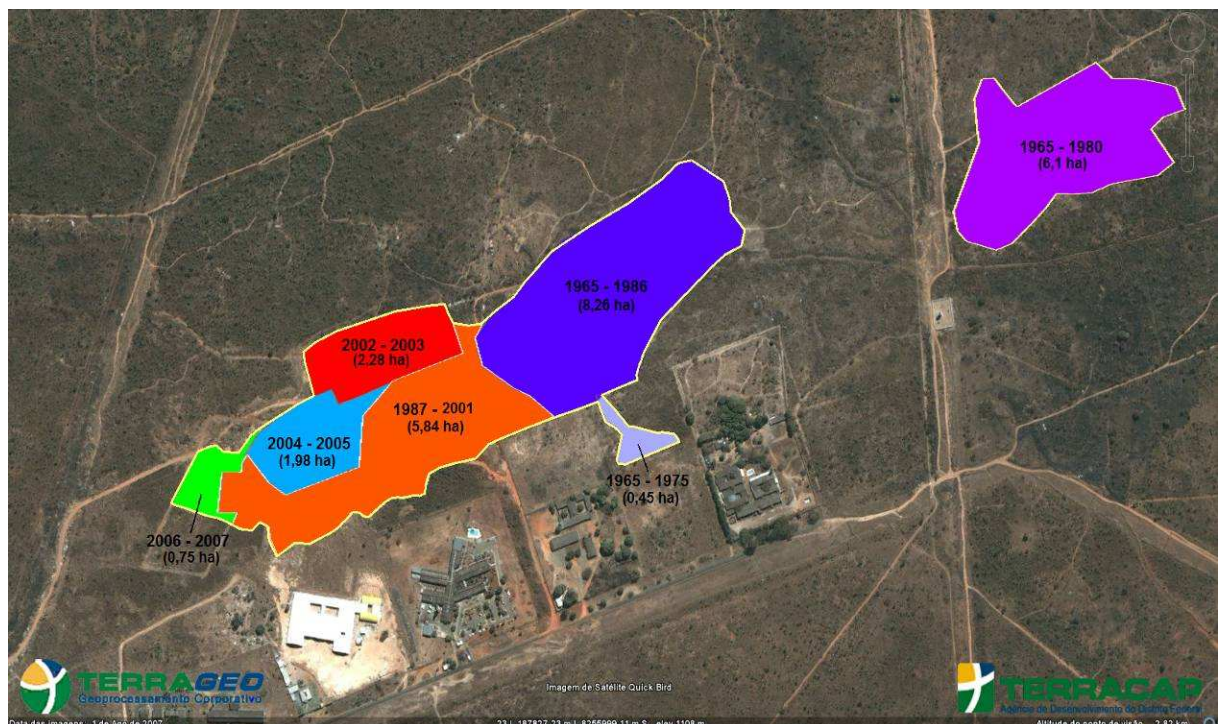 1965 - 1980
(6,1 ha)
1965 - 1986
(8,26 ha)
2002 - 2003
(2,28 ha)
1987 - 2001
(5,84 ha)
2004 - 2005
(1,98 ha)
1965 - 1975
(0,45 ha)
2006 - 2007
(0,75 ha)
TERRAGEO
Geoprocessamento Corporativo
Imagem de Satélite Quick Bird
TERRACAP
Agência de Desenvolvimento do Distrito Federal